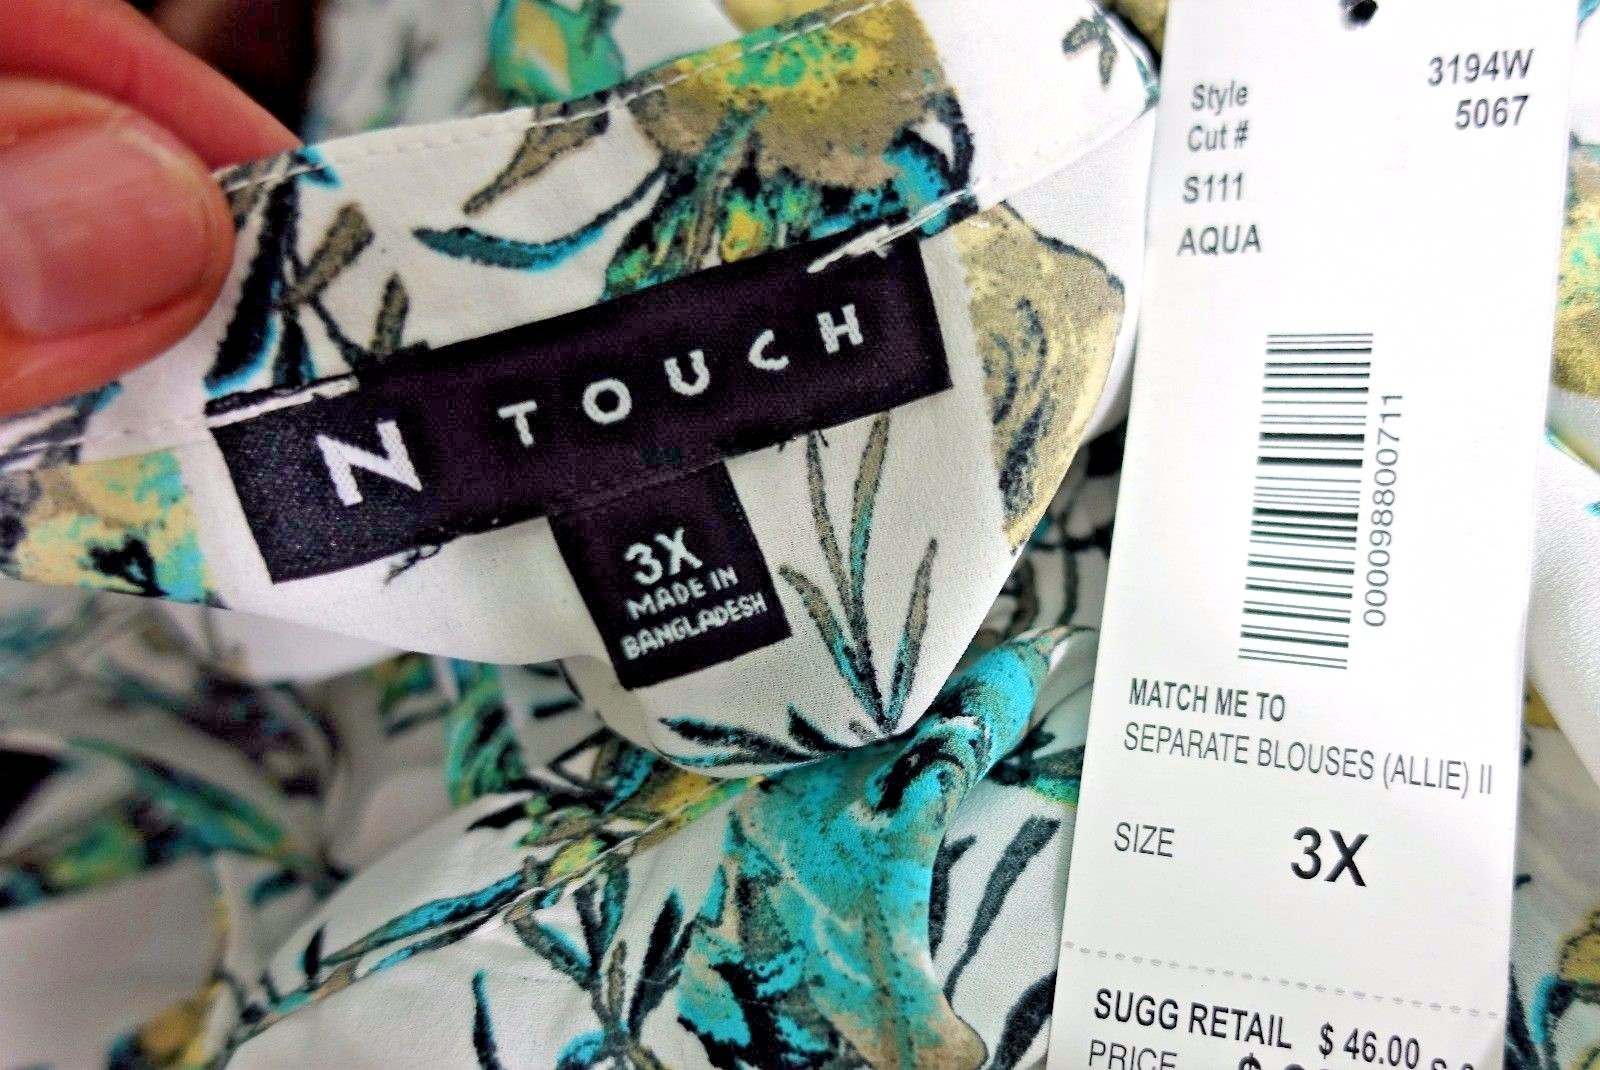 N TOUCH
3X
MADE IN
BANGLADESH
Style 3194W
Cut # 5067
S111
AQUA
000098800711
MATCH ME TO
SEPARATE BLOUSES (ALLIE) II
SIZE 3X
SUGG RETAIL $ 46.00
PRICE $